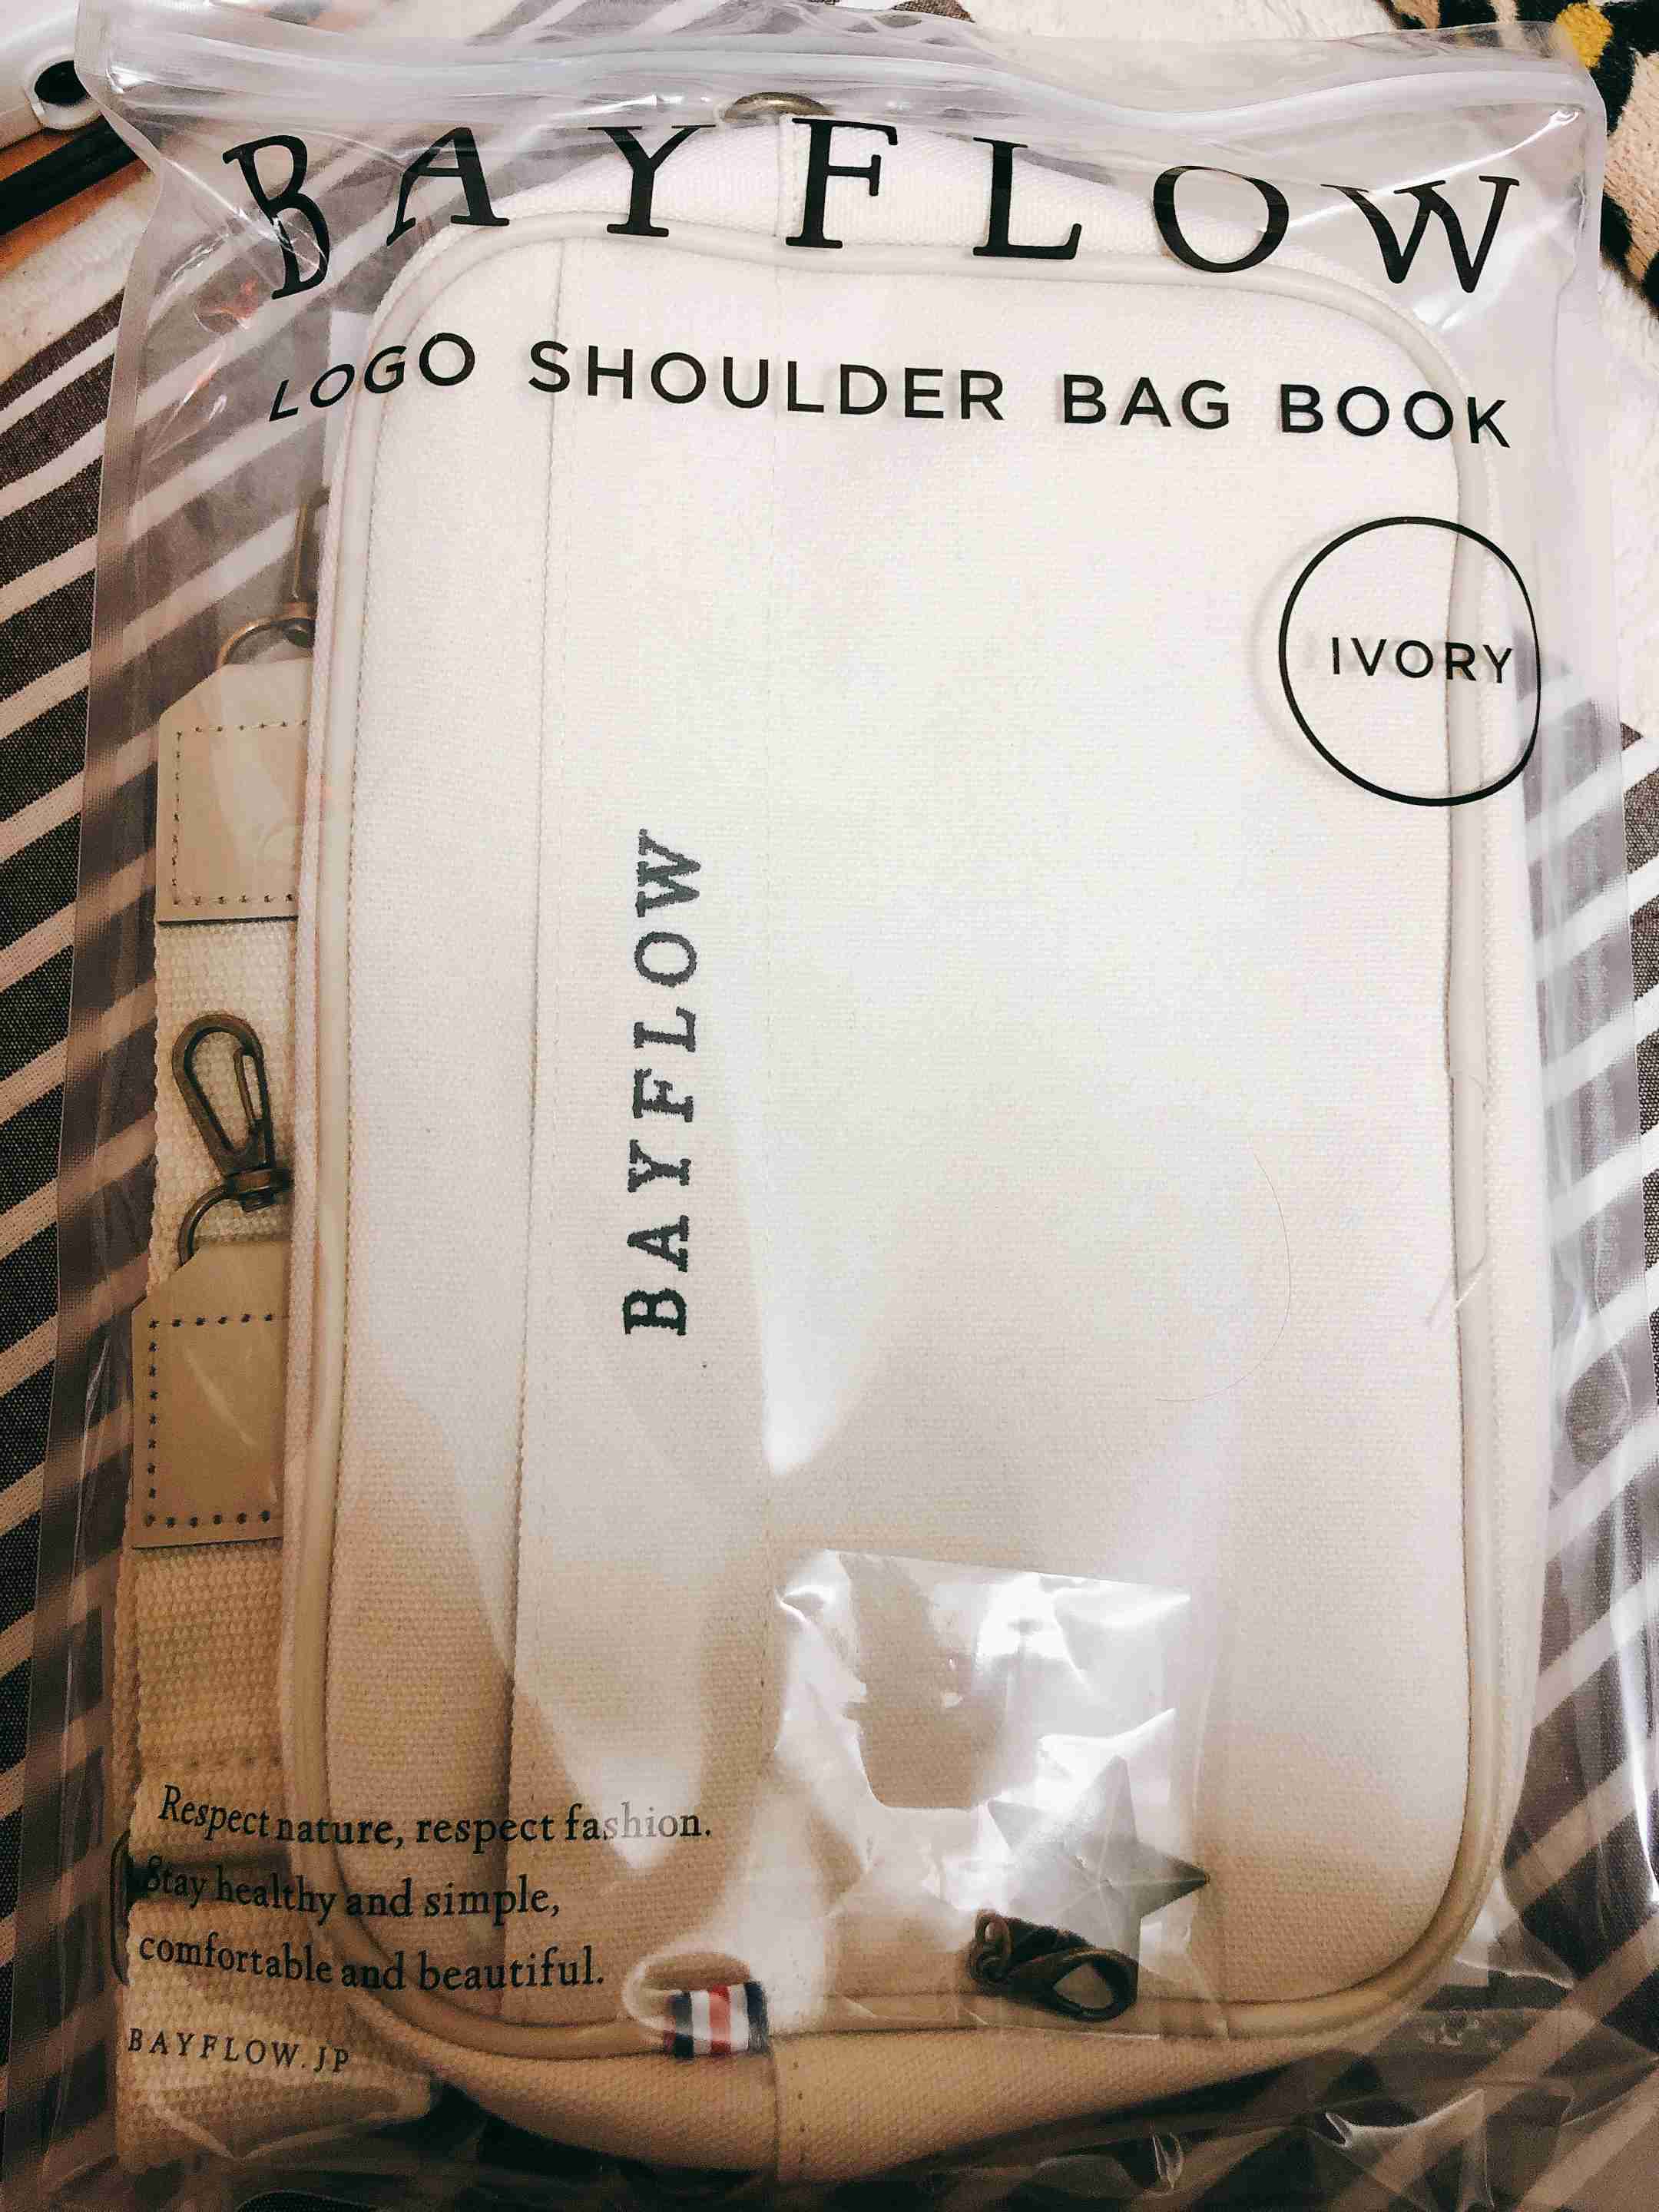 BAYFLOW
LOGO SHOULDER BAG BOOK
IVORY
BAYFLOW
Respect nature, respect fashion.
Stay healthy and simple,
comfortable and beautiful.
BAYFLOW.JP